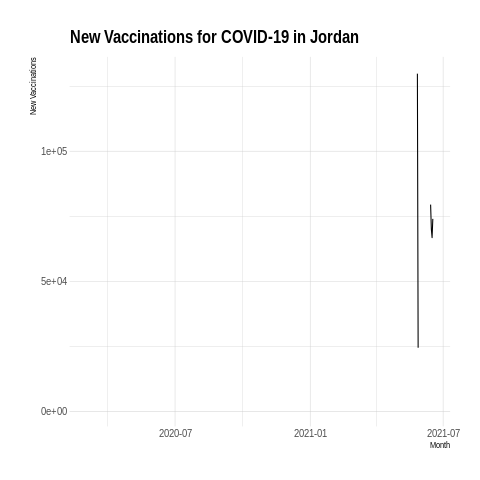 New Vaccinations for COVID-19 in Jordan
New Vaccinations
1e+05
5e+04
0e+00
2020-07
2021-01
2021-07
Month